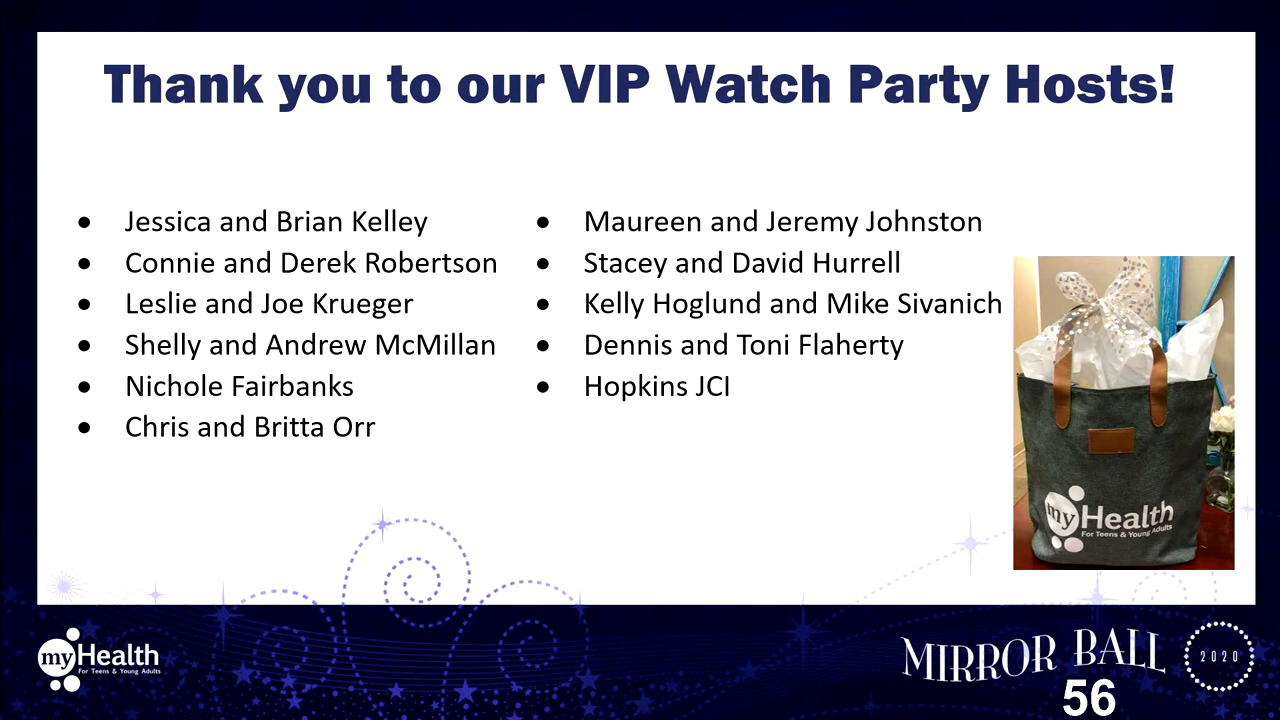 Thank you to our VIP Watch Party Hosts!
• Jessica and Brian Kelley
• Connie and Derek Robertson
• Leslie and Joe Krueger
• Shelly and Andrew McMillan
• Nichole Fairbanks
• Chris and Britta Orr
• Maureen and Jeremy Johnston
• Stacey and David Hurrell
• Kelly Hoglund and Mike Sivanich
• Dennis and Toni Flaherty
• Hopkins JCI
myHealth
For Teens & Young Adults
myHealth
For Teens & Young Adults
MIRROR BALL
2020
56